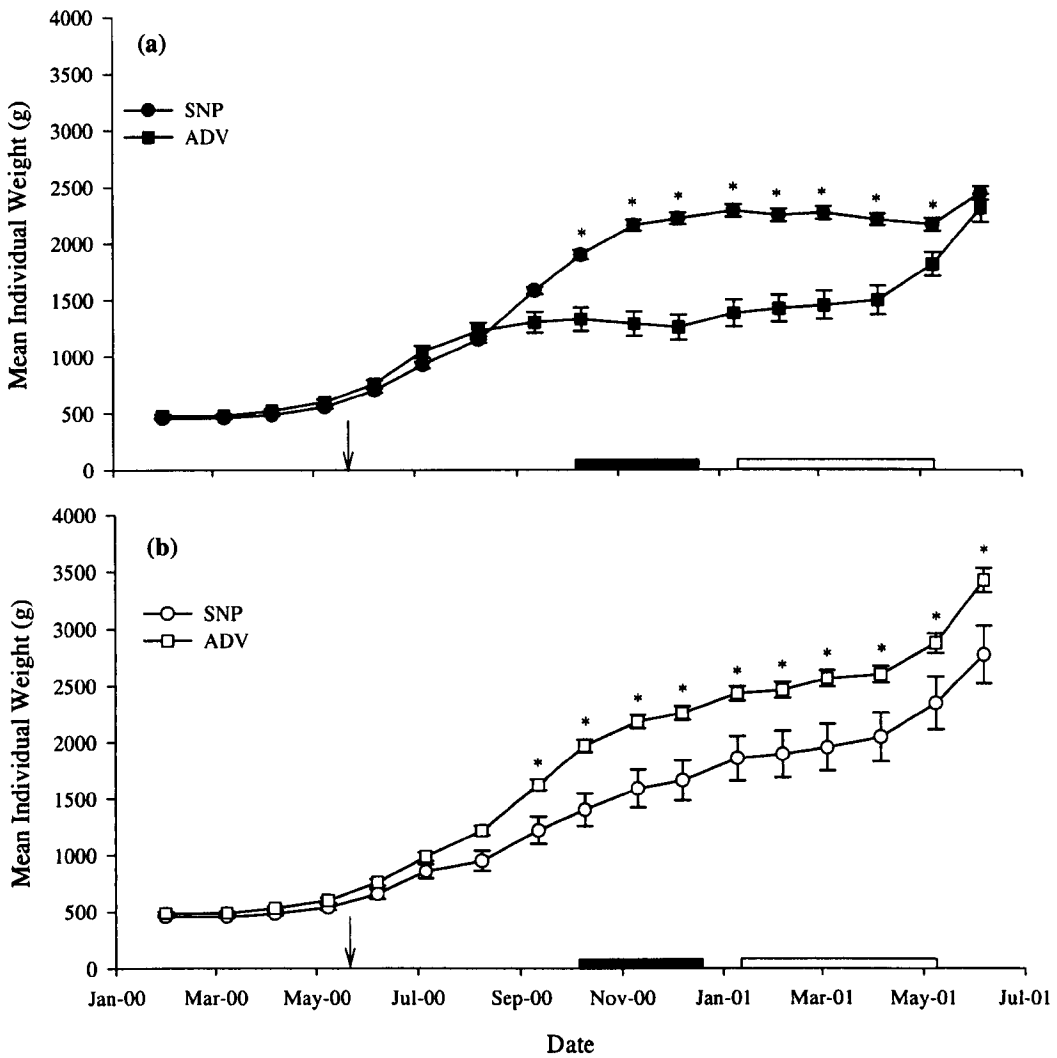 4000
(a)
3500
SNP
3000
ADV
2500
* * * * * * * *
2000
1500
1000
500
0
Mean Individual Weight (g)
4000
(b)
*
3500
SNP
3000
ADV
* * * * * * * * *
2500
2000
1500
1000
500
0
Mean Individual Weight (g)
Jan-00 Mar-00 May-00 Jul-00 Sep-00 Nov-00 Jan-01 Mar-01 May-01 Jul-01
Date